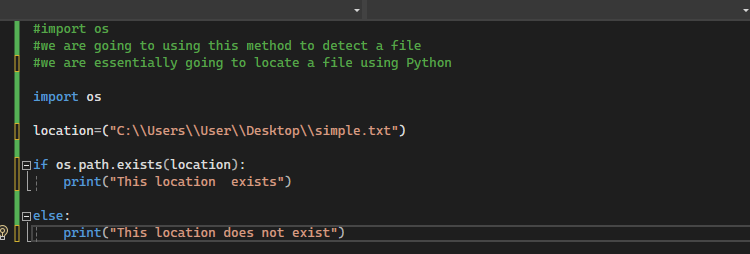 #import os
#we are going to using this method to detect a file
#we are essentially going to locate a file using Python
import os
location=("C:\\Users\\User\\Desktop\\simple.txt")
if os.path.exists(location):
print("This location  exists")
else:
print("This location does not exist")